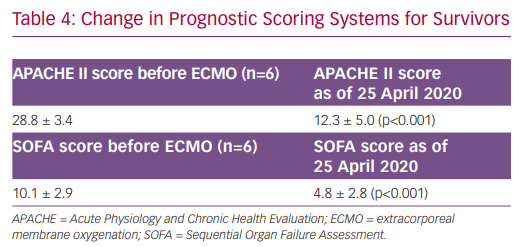 Table 4: Change in Prognostic Scoring Systems for Survivors
APACHE II score before ECMO (n=6) APACHE II score
as of 25 April 2020
28.8 ± 3.4 12.3 ± 5.0 (p<0.001)
SOFA score before ECMO (n=6) SOFA score as of
25 April 2020
10.1 ± 2.9 4.8 ± 2.8 (p<0.001)
APACHE = Acute Physiology and Chronic Health Evaluation; ECMO = extracorporeal
membrane oxygenation; SOFA = Sequential Organ Failure Assessment.